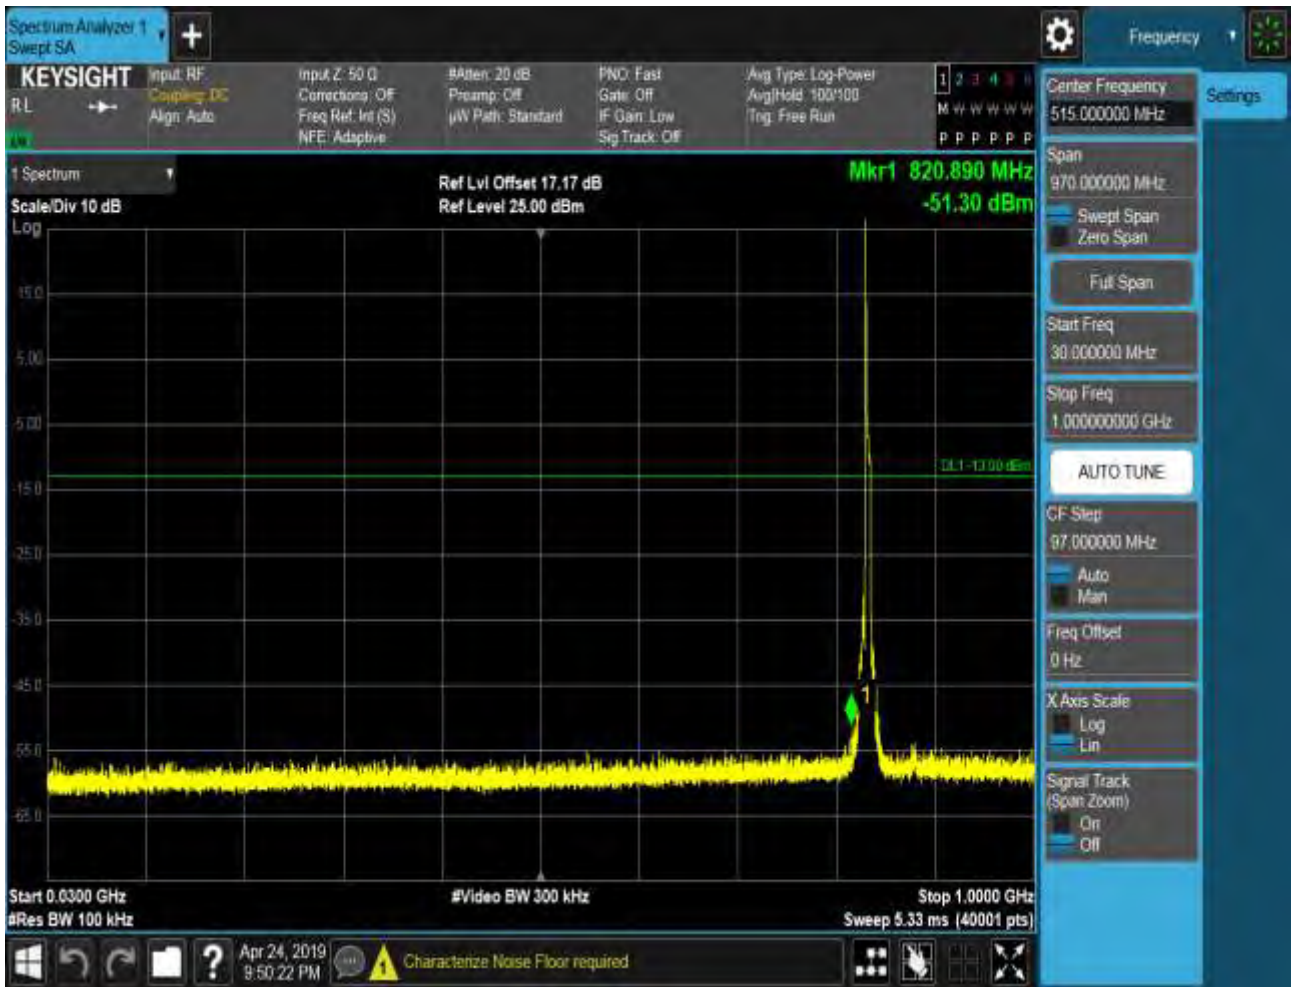 Spectrum Analyzer 1
Swept SA
Frequency
KEYSIGHT
RL
Input: RF
Coupling: DC
Align: Auto
Input Z: 50 Ω
Corrections: Off
Freq Ref: Int (S)
NFE: Adaptive
#Atten: 20 dB
Preamp: Off
µW Path: Standard
PNO: Fast
Gate: Off
IF Gain: Low
Sig Track: Off
Avg Type: Log-Power
Avg|Hold: 100/100
Trig: Free Run
1 2 3 4 5 6
M W W W W W
P P P P P P
1 Spectrum
Scale/Div 10 dB
Log
Ref Lvl Offset 17.17 dB
Ref Level 25.00 dBm
Mkr1 820.890 MHz
-51.30 dBm
15.0
5.00
-5.00
DL1 -13.00 dBm
-15.0
-25.0
-35.0
-45.0
1
-55.0
-65.0
Start 0.0300 GHz
#Res BW 100 kHz
#Video BW 300 kHz
Stop 1.0000 GHz
Sweep 5.33 ms (40001 pts)
Center Frequency
515.000000 MHz
Settings
Span
970.000000 MHz
Swept Span
Zero Span
Full Span
Start Freq
30.000000 MHz
Stop Freq
1.000000000 GHz
AUTO TUNE
CF Step
97.000000 MHz
Auto
Man
Freq Offset
0 Hz
X Axis Scale
Log
Lin
Signal Track
(Span Zoom)
On
Off
?
Apr 24, 2019
9:50:22 PM
1
Characterize Noise Floor required